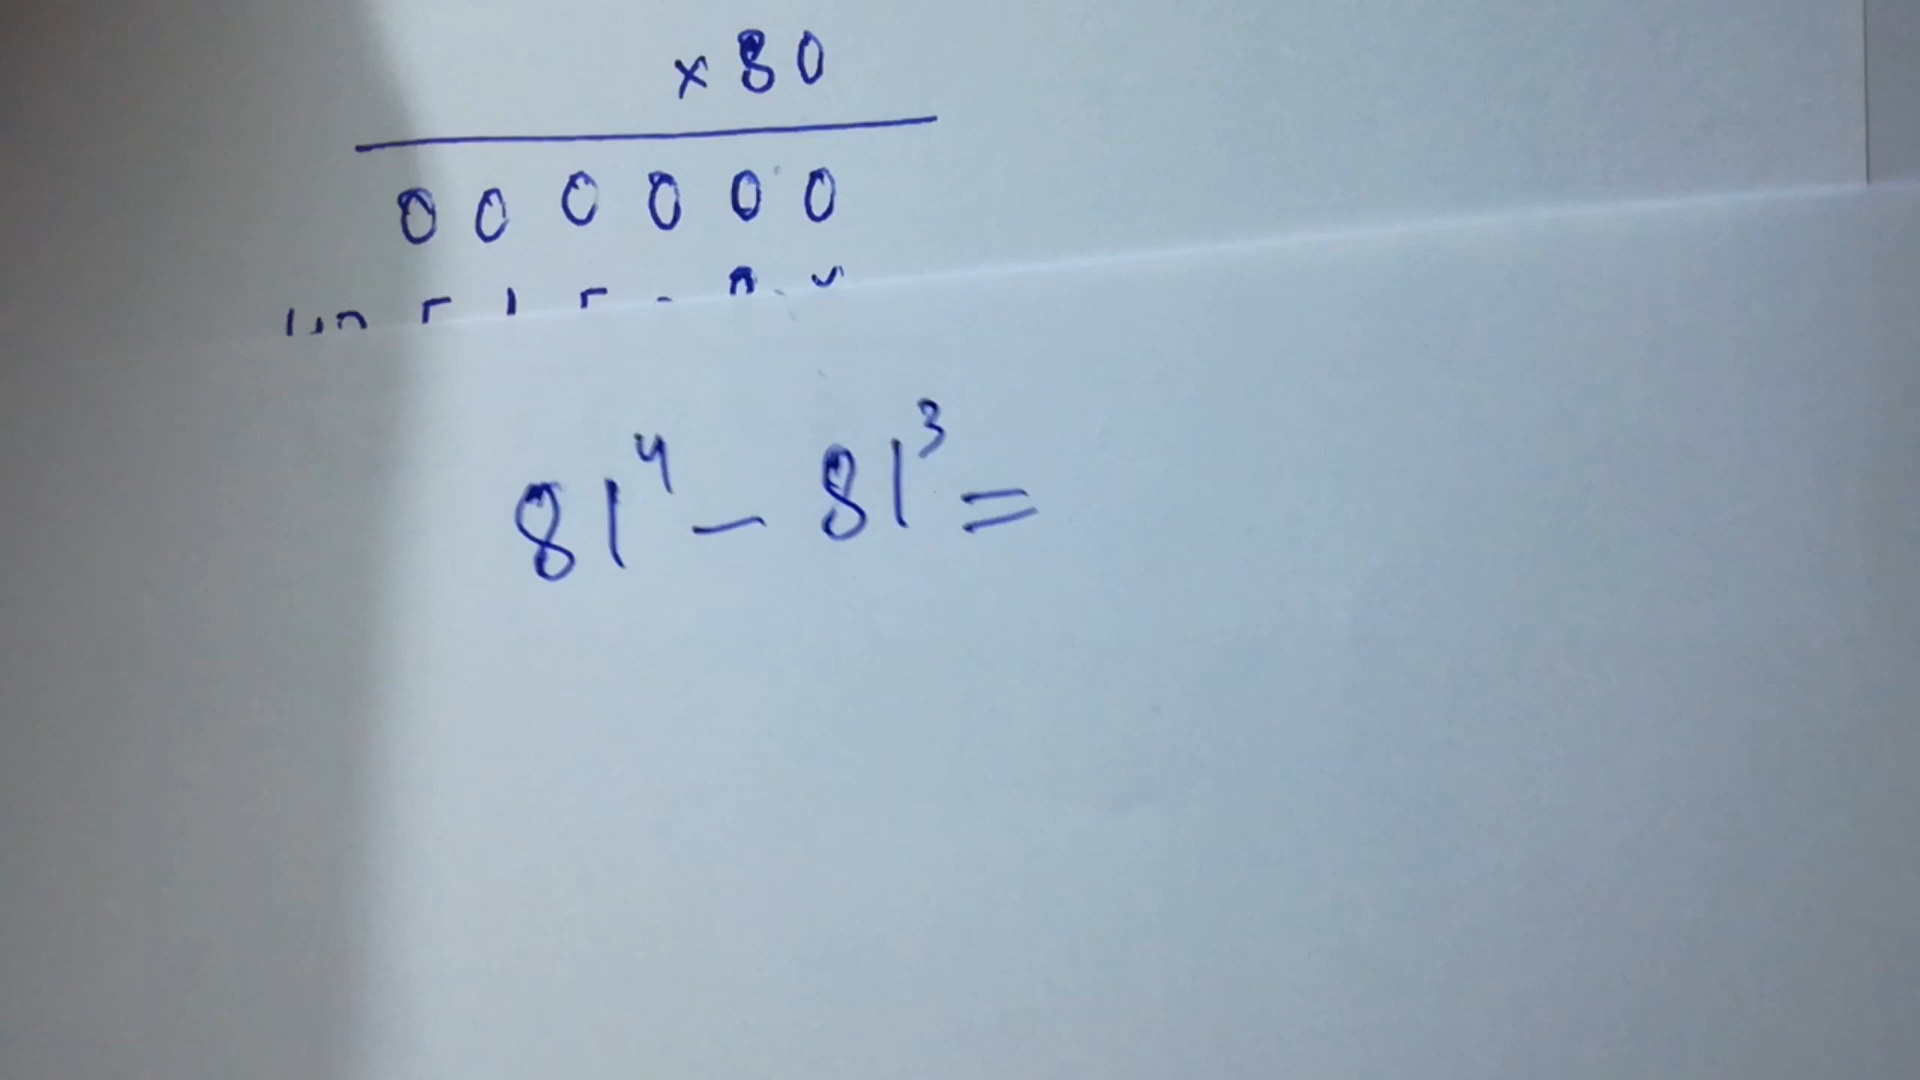 ×80
000000
81⁴ – 81³ =